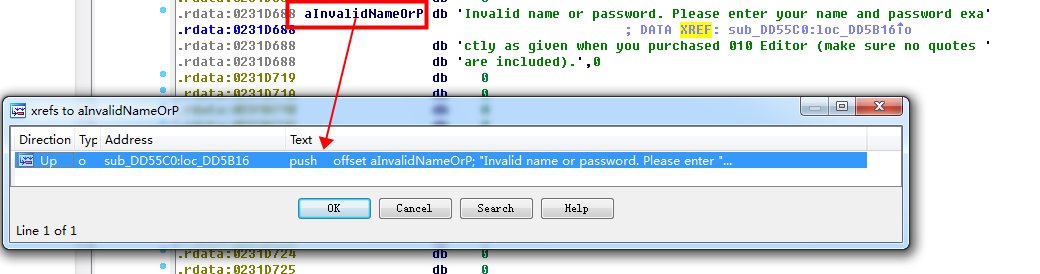 .rdata:0231D688 aInvalidNameOrP db 'Invalid name or password. Please enter your name and password exa'
.rdata:0231D688 ; DATA XREF: sub_DD55C0:loc_DD5B16↑o
.rdata:0231D688 db 'ctly as given when you purchased 010 Editor (make sure no quotes '
.rdata:0231D688 db 'are included).',0
.rdata:0231D719 db 0
.rdata:0231D71A db 0
xrefs to aInvalidNameOrP
Direction Typ Address Text
Up o sub_DD55C0:loc_DD5B16 push offset aInvalidNameOrP; "Invalid name or password. Please enter "...
OK Cancel Search Help
Line 1 of 1
.rdata:0231D724 db 0
.rdata:0231D725 db 0